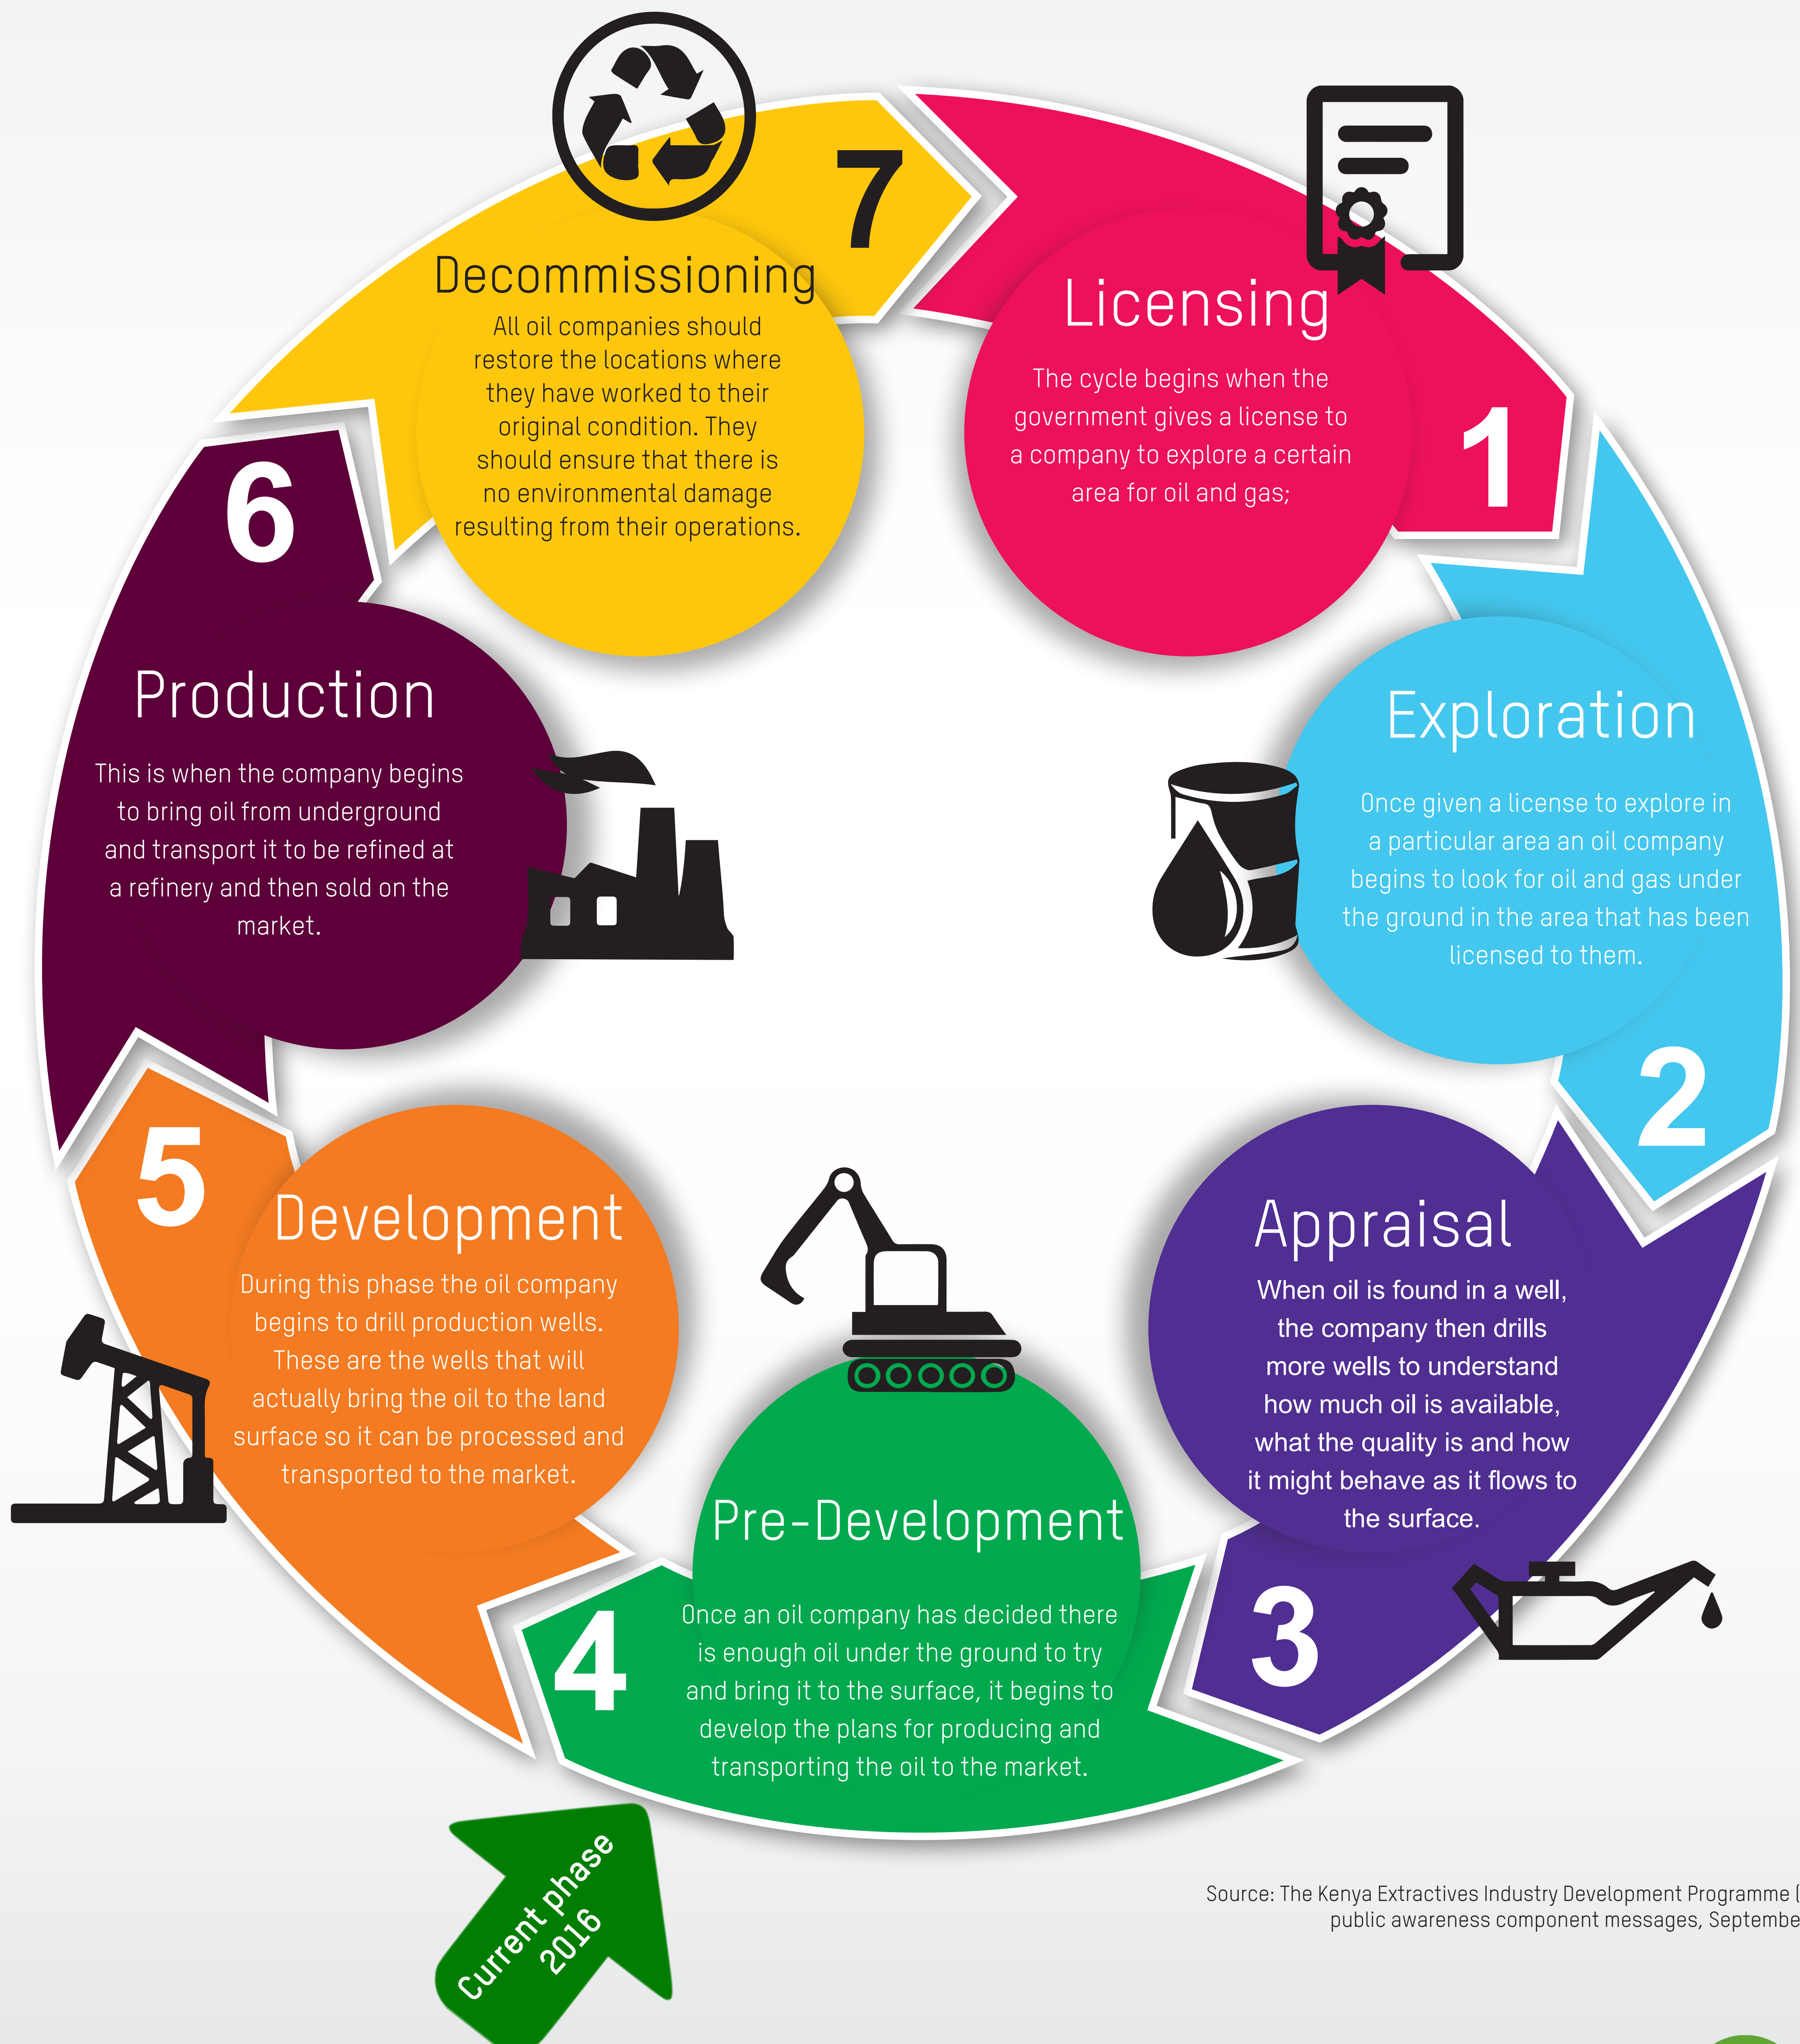 Licensing
The cycle begins when the
government gives a license to
a company to explore a certain
area for oil and gas;
1
Exploration
Once given a license to explore in
a particular area an oil company
begins to look for oil and gas under
the ground in the area that has been
licensed to them.
2
Appraisal
When oil is found in a well,
the company then drills
more wells to understand
how much oil is available,
what the quality is and how
it might behave as it flows to
the surface.
3
Pre-Development
Once an oil company has decided there
is enough oil under the ground to try
and bring it to the surface, it begins to
develop the plans for producing and
transporting the oil to the market.
4
Development
During this phase the oil company
begins to drill production wells.
These are the wells that will
actually bring the oil to the land
surface so it can be processed and
transported to the market.
5
Production
This is when the company begins
to bring oil from underground
and transport it to be refined at
a refinery and then sold on the
market.
6
Decommissioning
All oil companies should
restore the locations where
they have worked to their
original condition. They
should ensure that there is
no environmental damage
resulting from their operations.
7
Current phase
2016
Source: The Kenya Extractives Industry Development Programme (
public awareness component messages, Septembe